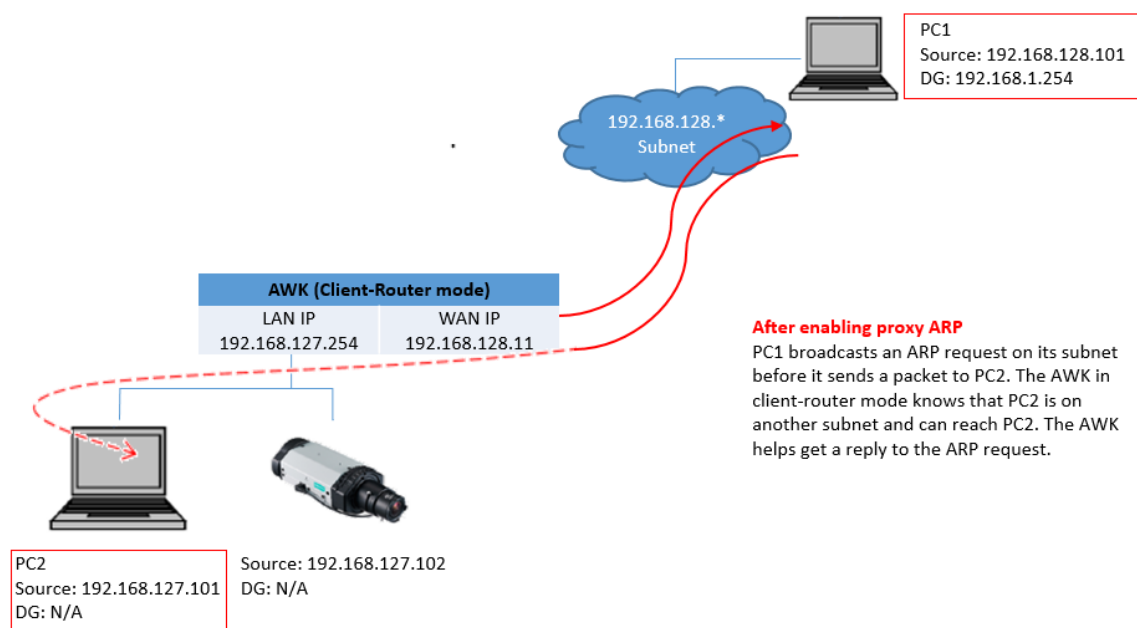 PC1
Source: 192.168.128.101
DG: 192.168.1.254
192.168.128.*
Subnet
AWK (Client-Router mode)
LAN IP
192.168.127.254
WAN IP
192.168.128.11
After enabling proxy ARP
PC1 broadcasts an ARP request on its subnet
before it sends a packet to PC2. The AWK in
client-router mode knows that PC2 is on
another subnet and can reach PC2. The AWK
helps get a reply to the ARP request.
PC2
Source: 192.168.127.101
DG: N/A
Source: 192.168.127.102
DG: N/A